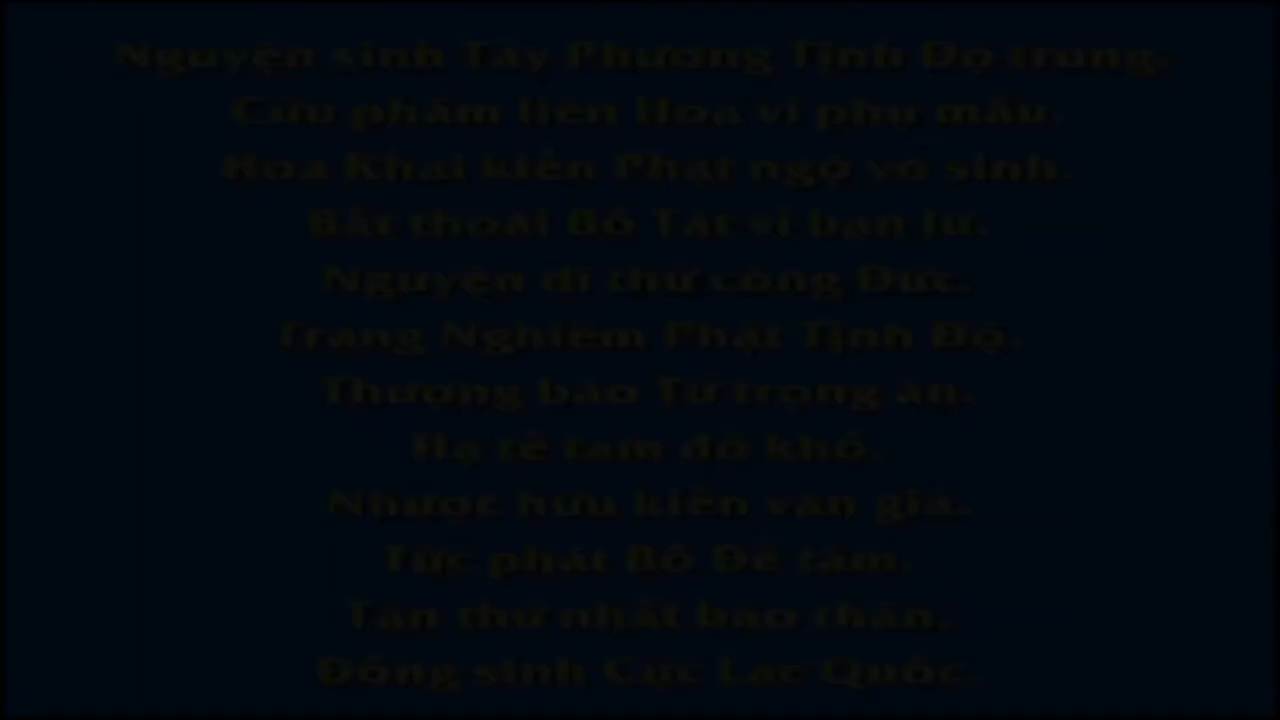 Nguyện sinh Tây Phương Tịnh Độ trung.
Cửu phẩm liên Hoa vi phụ mẫu.
Hoa Khai kiến Phật ngộ vô sinh.
Bất thoái Bồ Tát vi bạn lữ.
Nguyện dĩ thử công Đức.
Trang Nghiêm Phật Tịnh Độ.
Thượng báo Tứ trọng ân.
Hạ tế tam đồ khổ.
Nhược hữu kiến văn giả.
Tức phát Bồ Đề tâm.
Tận thử nhất báo thân.
Đồng sinh Cực Lạc Quốc.